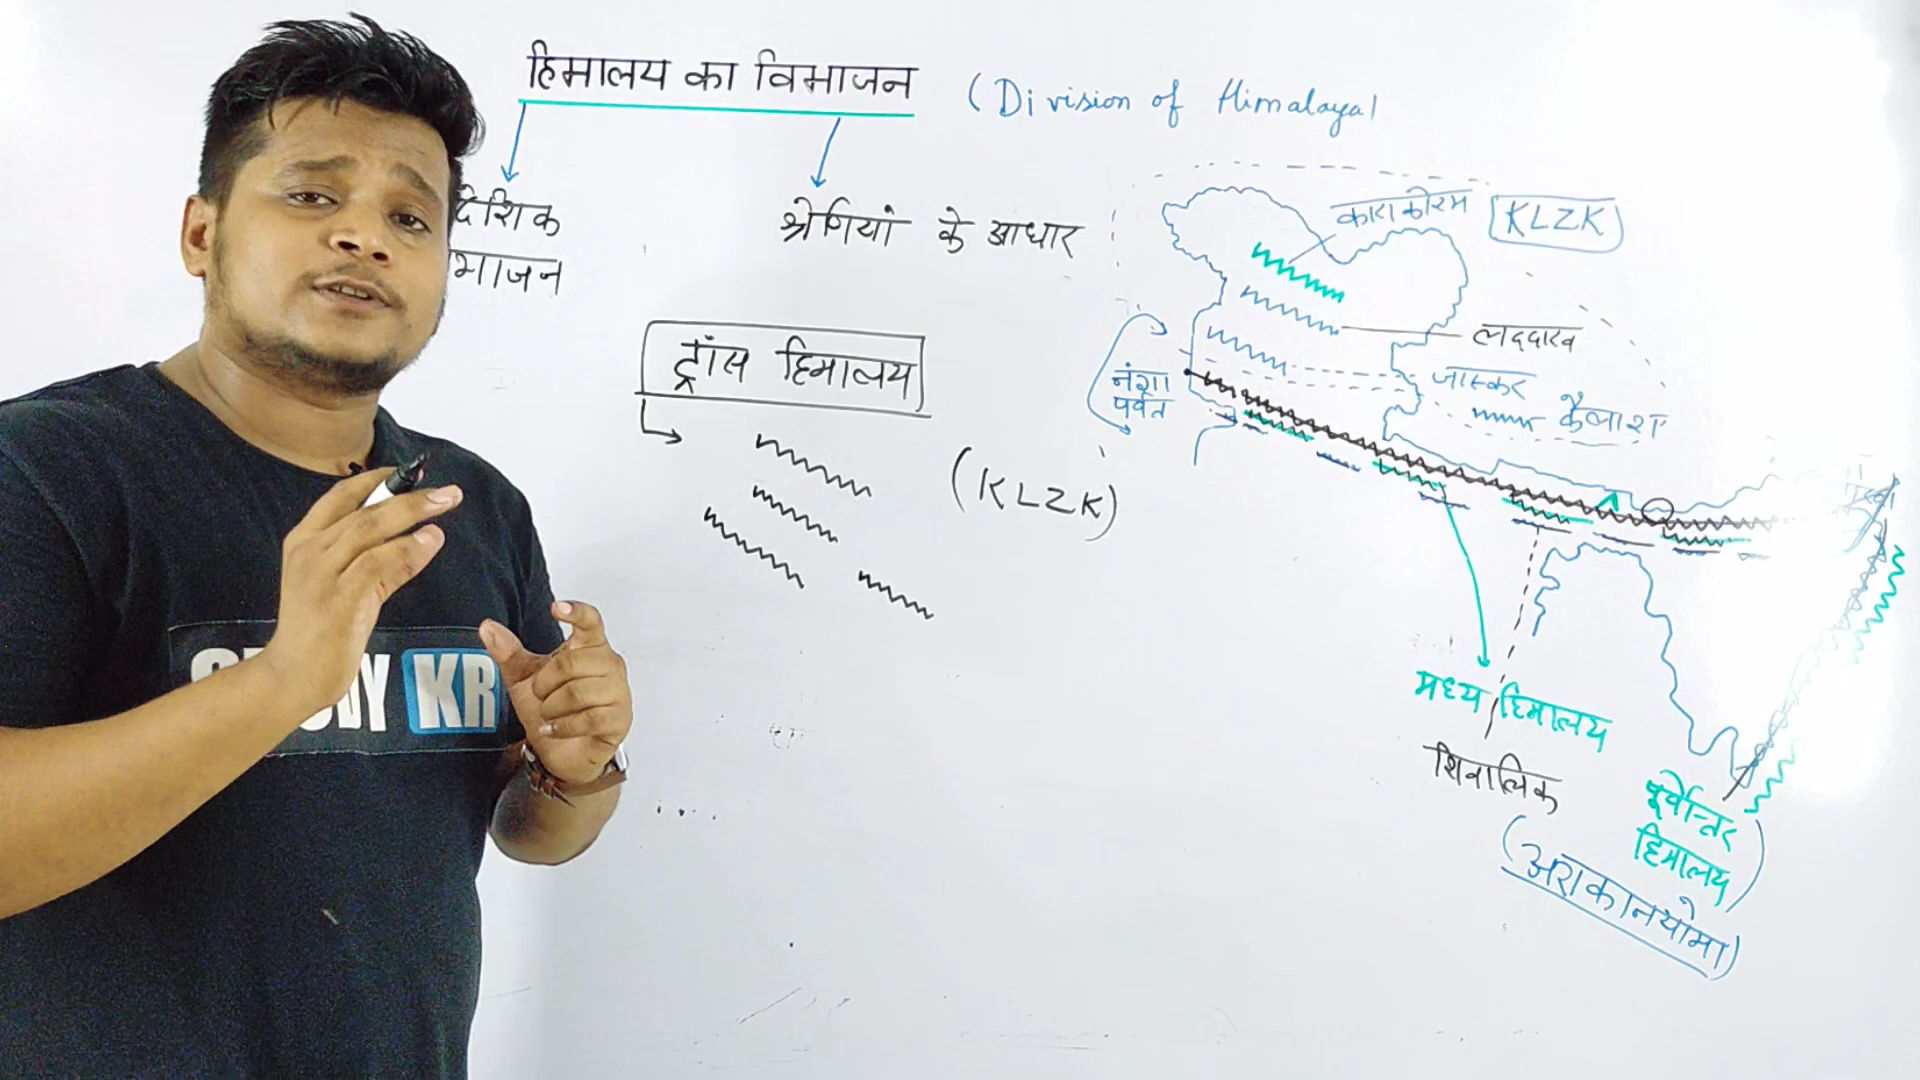 हिमालय का विभाजन (Division of Himalaya)
देशिक
भाजन
श्रेणियां के आधार
ट्रांस हिमालय
(KLZK)
काराकोरम KLZK
लद्दाख
जास्कर
कैलाश
नंगा
पर्वत
मध्य हिमालय
शिवालिक
पूर्वोत्तर
हिमालय
(अराकानयोमा)
KR